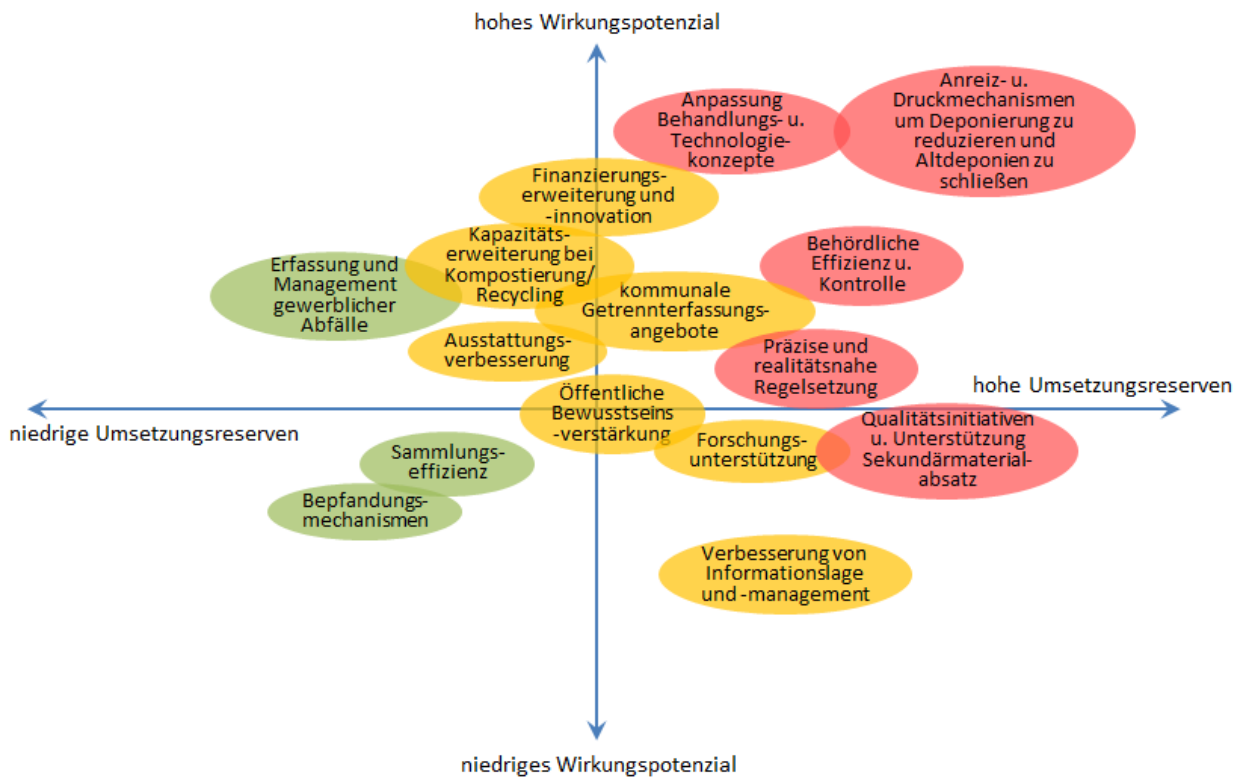 hohes Wirkungspotenzial
Anpassung
Behandlungs- u.
Technologie-
konzepte
Anreiz- u.
Druckmechanismen
um Deponierung zu
reduzieren und
Altdeponien zu
schließen
Finanzierungs-
erweiterung und
-innovation
Kapazitäts-
erweiterung bei
Kompostierung/
Recycling
Behördliche
Effizienz u.
Kontrolle
Erfassung und
Management
gewerblicher
Abfälle
kommunale
Getrennterfassungs-
angebote
Ausstattungs-
verbesserung
Präzise und
realitätsnahe
Regelsetzung
hohe Umsetzungsreserven
niedrige Umsetzungsreserven
Öffentliche
Bewusstseins
-verstärkung
Qualitätsinitiativen
u. Unterstützung
Sekundärmaterial-
absatz
Forschungs-
unterstützung
Sammlungs-
effizienz
Bepfandungs-
mechanismen
Verbesserung von
Informationslage
und -management
niedriges Wirkungspotenzial